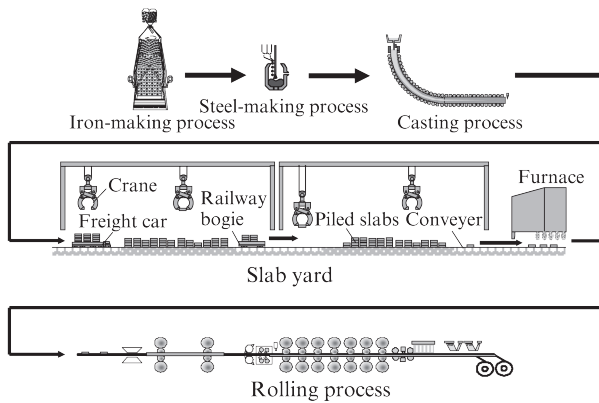 Iron-making process
Steel-making process
Casting process
Crane
Freight car
Railway
bogie
Piled slabs Conveyer
Furnace
Slab yard
Rolling process